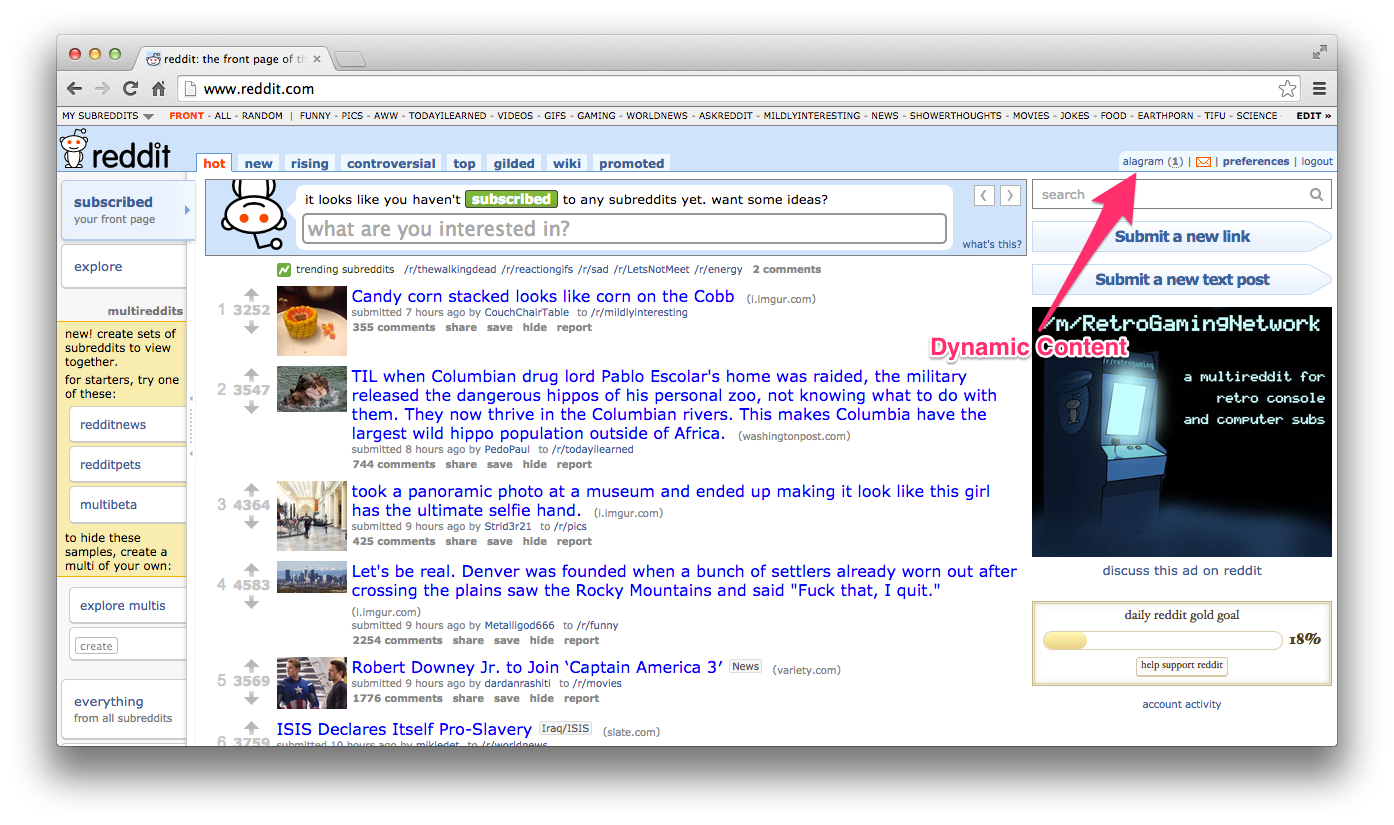 reddit: the front page of th
www.reddit.com
MY SUBREDDITS FRONT - ALL - RANDOM | FUNNY - PICS - AWW - TODAYILEARNED - VIDEOS - GIFS - GAMING - WORLDNEWS - ASKREDDIT - MILDLYINTERESTING - NEWS - SHOWERTHOUGHTS - MOVIES - JOKES - FOOD - EARTHPORN - TIFU - SCIENCE - EDIT »
reddit hot new rising controversial top gilded wiki promoted
alagram (1) | | preferences | logout
subscribed
your front page
explore
multireddits
new! create sets of
subreddits to view
together.
for starters, try one
of these:
redditnews
redditpets
multibeta
to hide these
samples, create a
multi of your own:
explore multis
create
everything
from all subreddits
it looks like you haven't subscribed to any subreddits yet. want some ideas?
what are you interested in?
what's this?
trending subreddits /r/thewalkingdead /r/reactiongifs /r/sad /r/LetsNotMeet /r/energy 2 comments
1 3252
Candy corn stacked looks like corn on the Cobb (i.imgur.com)
submitted 7 hours ago by CouchChairTable to /r/mildlyinteresting
355 comments share save hide report
2 3547
TIL when Columbian drug lord Pablo Escolar's home was raided, the military
released the dangerous hippos of his personal zoo, not knowing what to do with
them. They now thrive in the Columbian rivers. This makes Columbia have the
largest wild hippo population outside of Africa. (washingtonpost.com)
submitted 8 hours ago by PedoPaul to /r/todayilearned
744 comments share save hide report
3 4364
took a panoramic photo at a museum and ended up making it look like this girl
has the ultimate selfie hand. (i.imgur.com)
submitted 9 hours ago by Strid3r21 to /r/pics
425 comments share save hide report
4 4583
Let's be real. Denver was founded when a bunch of settlers already worn out after
crossing the plains saw the Rocky Mountains and said "Fuck that, I quit."
(i.imgur.com)
submitted 9 hours ago by Metalligod666 to /r/funny
2254 comments share save hide report
5 3569
Robert Downey Jr. to Join ‘Captain America 3’ News (variety.com)
submitted 9 hours ago by dardanrashiti to /r/movies
1776 comments share save hide report
6 3759
ISIS Declares Itself Pro-Slavery Iraq/ISIS (slate.com)
submitted 10 hours ago by mikledet to /r/worldnews
search
Submit a new link
Submit a new text post
Dynamic Content
/m/RetroGamingNetwork
/r/retrogaming
a multireddit for
retro console
and computer subs
discuss this ad on reddit
daily reddit gold goal
18%
help support reddit
account activity